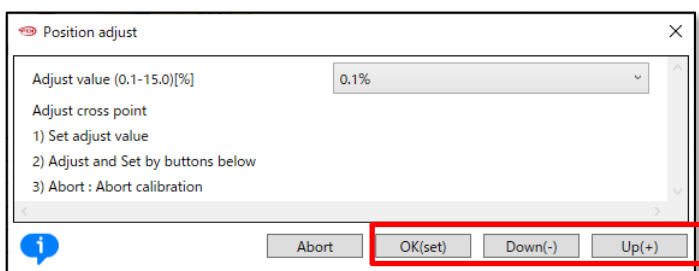 Position adjust
Adjust value (0.1-15.0)[%] 0.1%
Adjust cross point
1) Set adjust value
2) Adjust and Set by buttons below
3) Abort : Abort calibration
Abort OK(set) Down(-) Up(+)